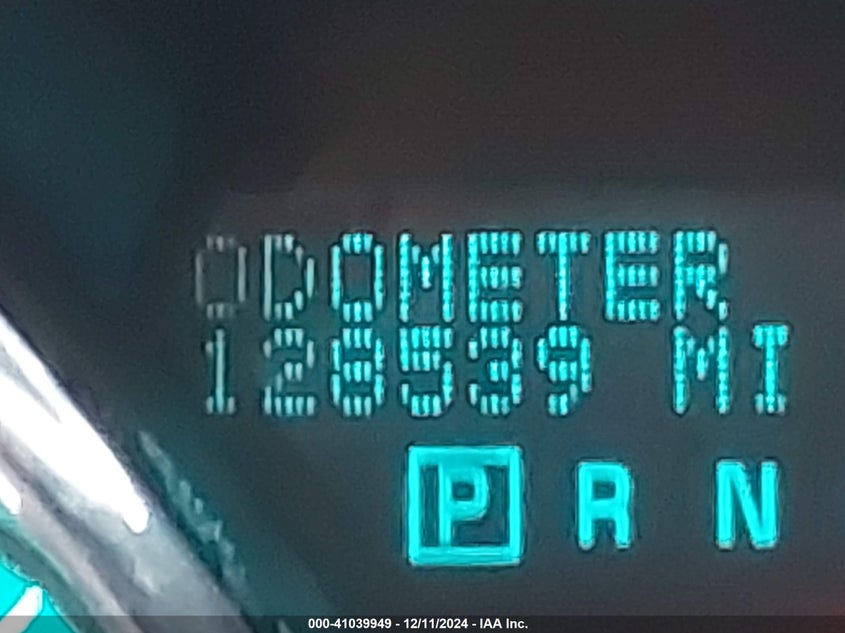 ODOMETER
128539 MI
P R N
000-41039949 - 12/11/2024 - IAA Inc.